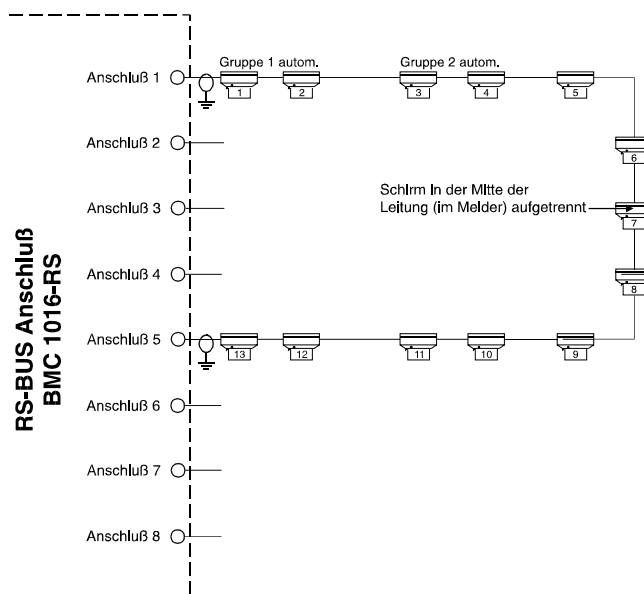 Gruppe 1 autom.
Gruppe 2 autom.
Anschluß 1
1
2
3
4
5
Anschluß 2
6
Schirm in der Mitte der
Leitung (im Melder) aufgetrennt
Anschluß 3
7
Anschluß 4
8
Anschluß 5
13
12
11
10
9
Anschluß 6
Anschluß 7
Anschluß 8
RS-BUS Anschluß
BMC 1016-RS